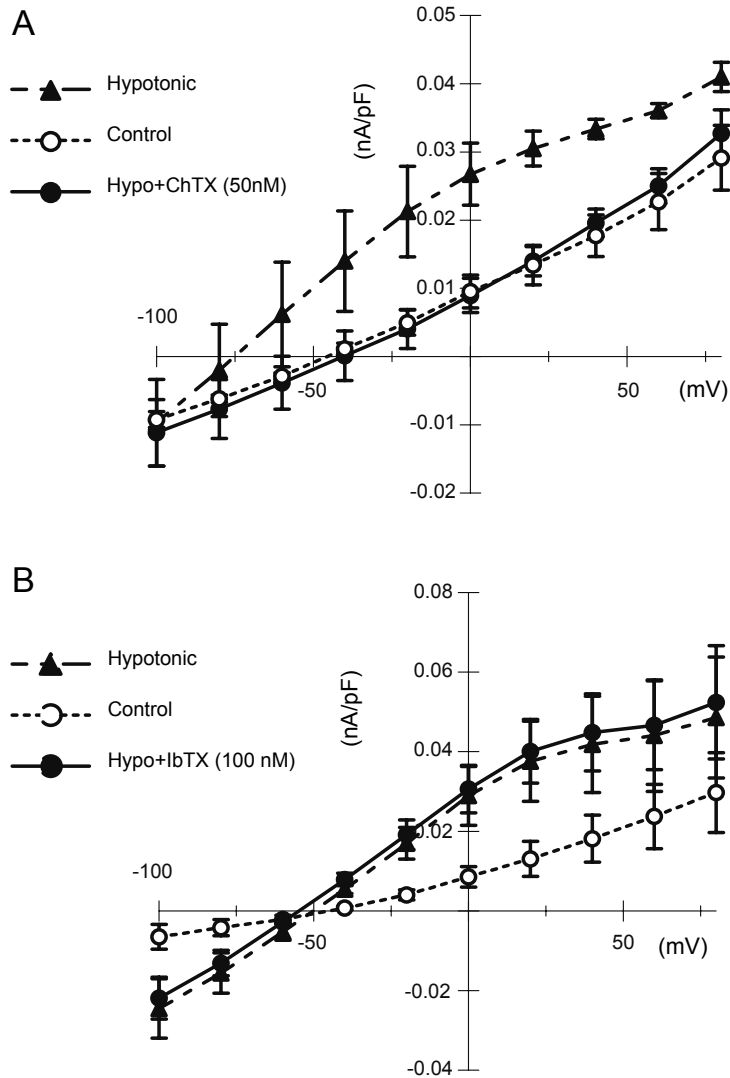 A
Hypotonic
Control
Hypo+ChTX (50nM)
(nA/pF)
0.05
0.04
0.03
0.02
0.01
-0.01
-0.02
-100
-50
50
(mV)
B
Hypotonic
Control
Hypo+IbTX (100 nM)
(nA/pF)
0.08
0.06
0.04
0.02
-0.02
-0.04
-100
-50
50
(mV)